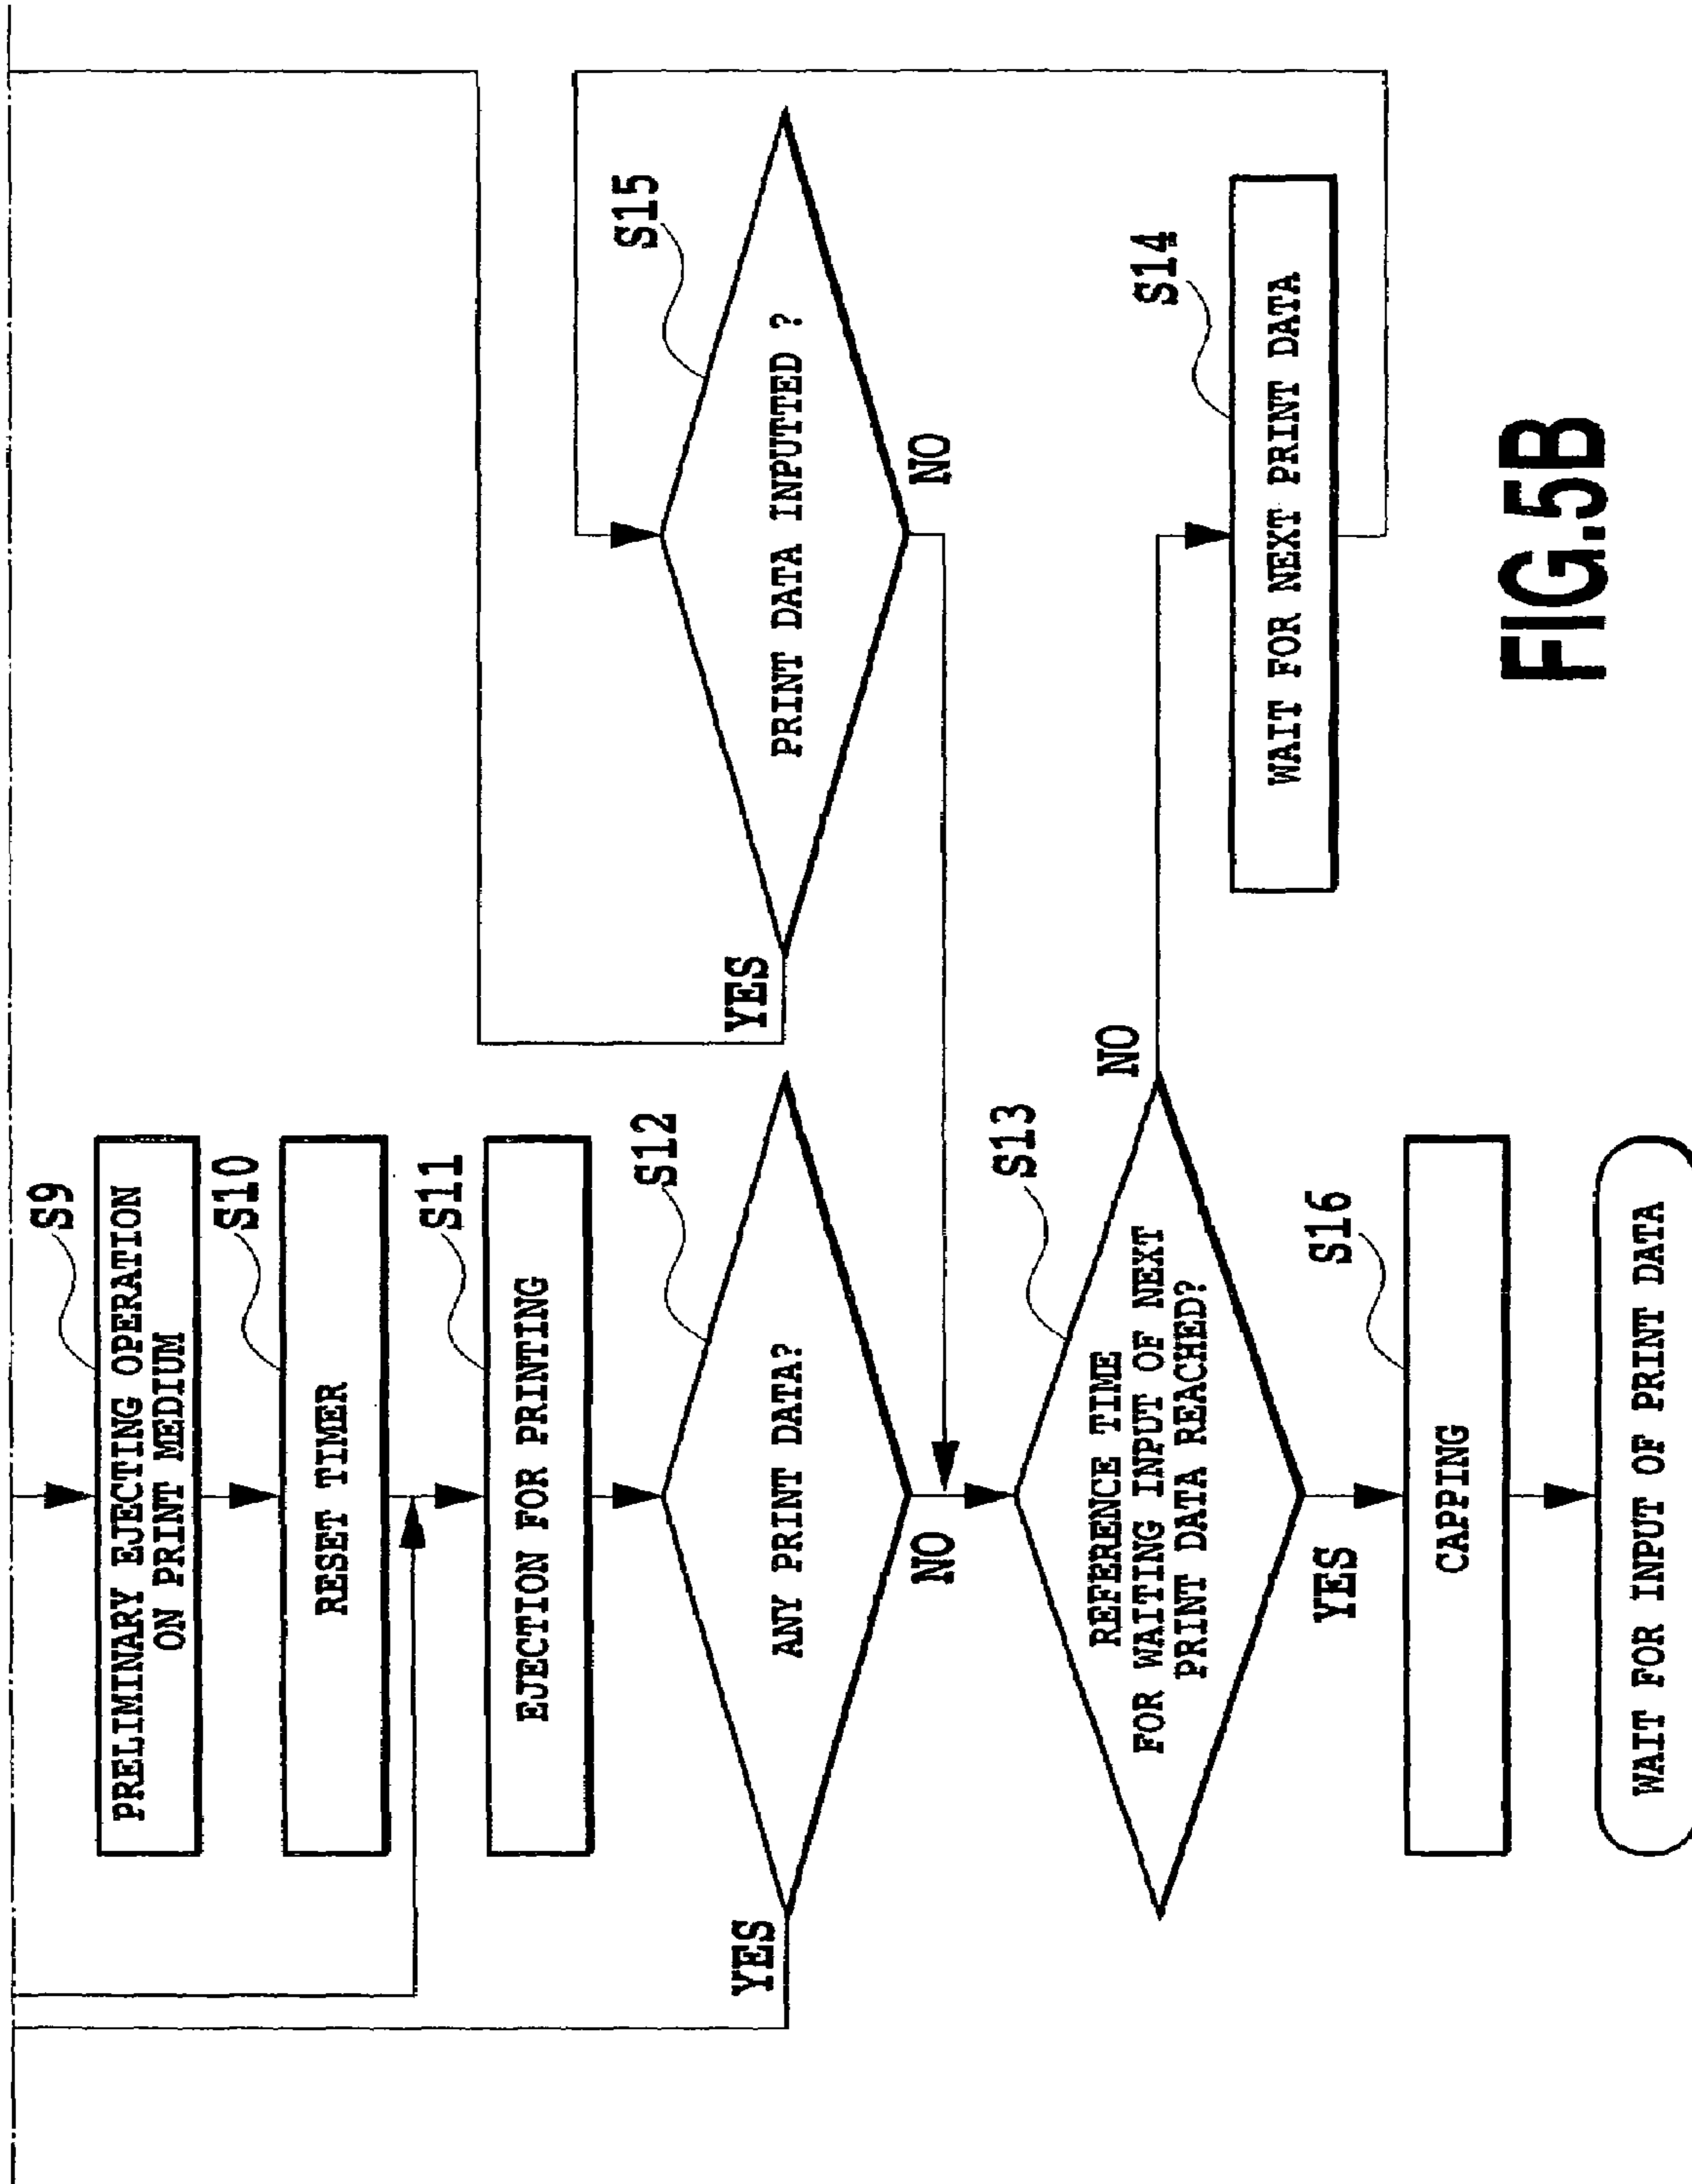 S9
PRELIMINARY EJECTING OPERATION
ON PRINT MEDIUM
S10
RESET TIMER
S11
EJECTION FOR PRINTING
S12
ANY PRINT DATA?
YES
NO
S15
PRINT DATA INPUTTED ?
YES
NO
S13
REFERENCE TIME
FOR WAITING INPUT OF NEXT
PRINT DATA REACHED?
NO
YES
S14
WAIT FOR NEXT PRINT DATA
S16
CAPPING
WAIT FOR INPUT OF PRINT DATA
FIG.5B